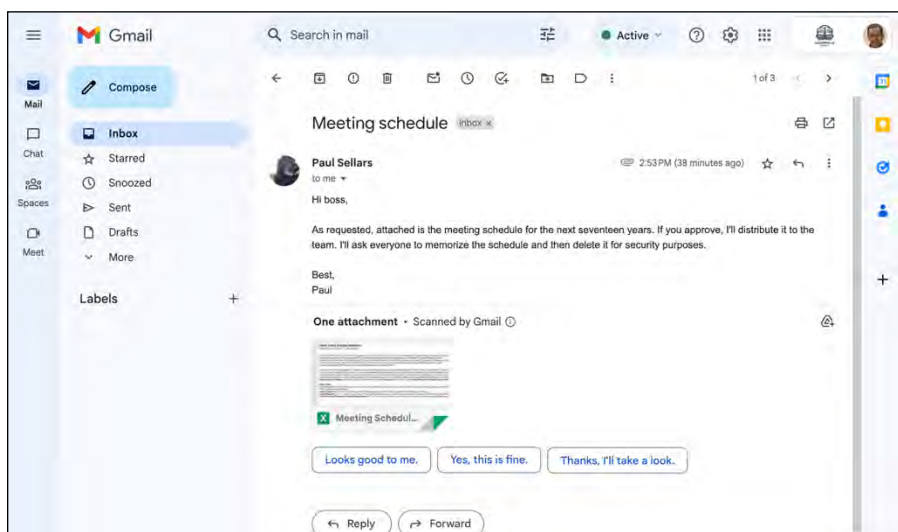 Gmail
Search in mail
Active
Mail
Compose
1 of 3
Inbox
Meeting schedule
Inbox x
Chat
Starred
Paul Sellars
2:53 PM (38 minutes ago)
to me
Snoozed
Spaces
Sent
Hi boss,
Drafts
As requested, attached is the meeting schedule for the next seventeen years. If you approve, I'll distribute it to the
team. I'll ask everyone to memorize the schedule and then delete it for security purposes.
Meet
More
Best,
Paul
Labels
One attachment • Scanned by Gmail
X Meeting Schedul...
Looks good to me.
Yes, this is fine.
Thanks, I'll take a look.
Reply
Forward